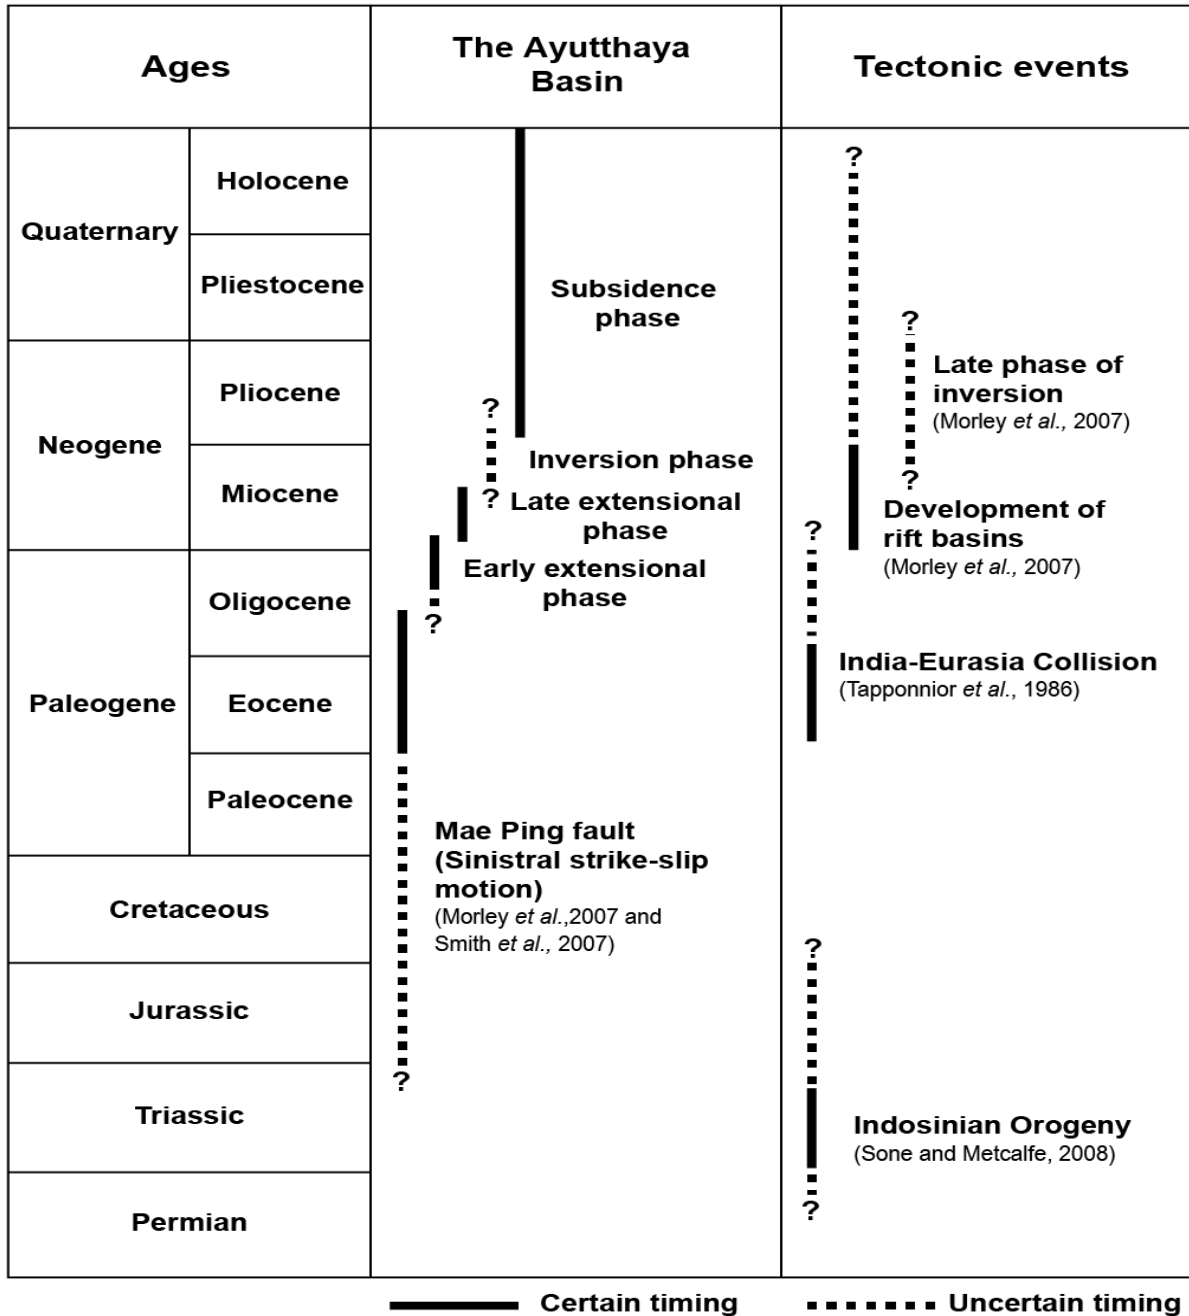 Ages
The Ayutthaya
Basin
Tectonic events
Quaternary
Holocene
Pliestocene
Neogene
Pliocene
Miocene
Paleogene
Oligocene
Eocene
Paleocene
Cretaceous
Jurassic
Triassic
Permian
Subsidence
phase
?
Inversion phase
?
Late extensional
phase
Early extensional
phase
?
Mae Ping fault
(Sinistral strike-slip
motion)
(Morley et al.,2007 and
Smith et al., 2007)
?
?
?
Late phase of
inversion
(Morley et al., 2007)
?
Development of
rift basins
(Morley et al., 2007)
?
India-Eurasia Collision
(Tapponnior et al., 1986)
?
Indosinian Orogeny
(Sone and Metcalfe, 2008)
?
Certain timing
Uncertain timing